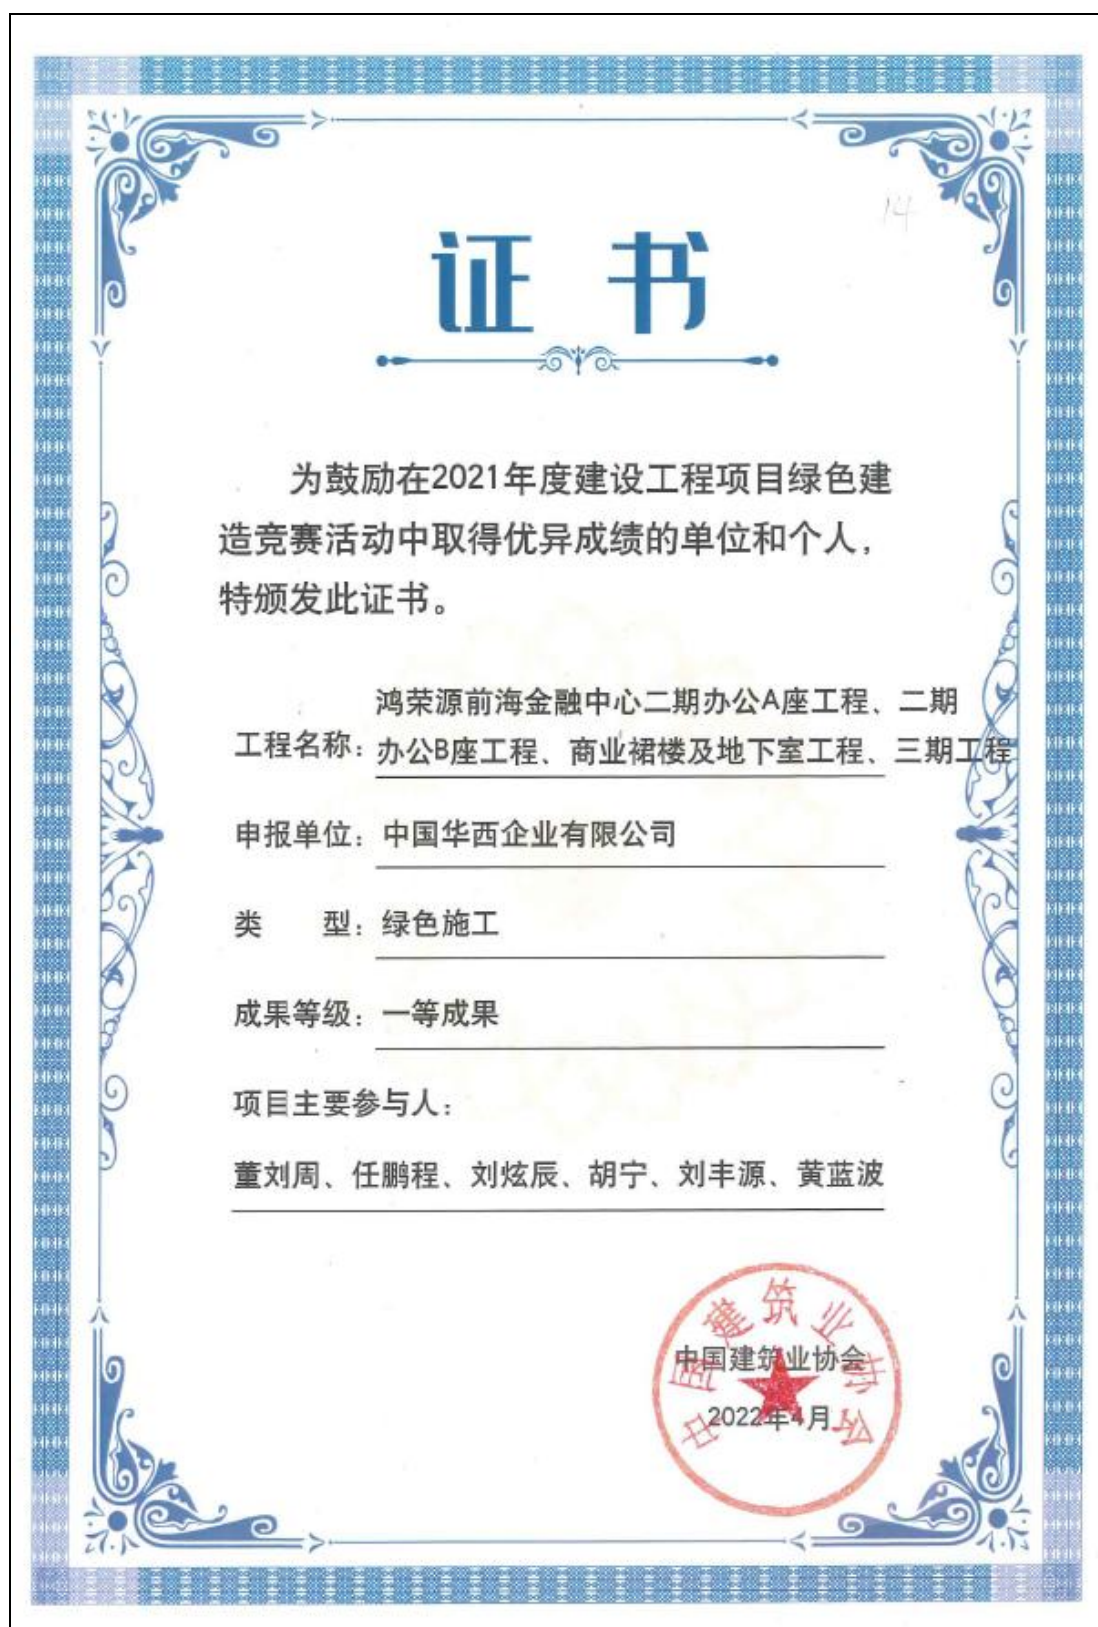 14
证书
为鼓励在2021年度建设工程项目绿色建
造竞赛活动中取得优异成绩的单位和个人，
特颁发此证书。
鸿荣源前海金融中心二期办公A座工程、二期
工程名称：办公B座工程、商业裙楼及地下室工程、三期工程
申报单位：中国华西企业有限公司
类 型：绿色施工
成果等级：一等成果
项目主要参与人：
董刘周、任鹏程、刘炫辰、胡宁、刘丰源、黄蓝波
中国建筑业协会
中国建筑业协会
2022年4月